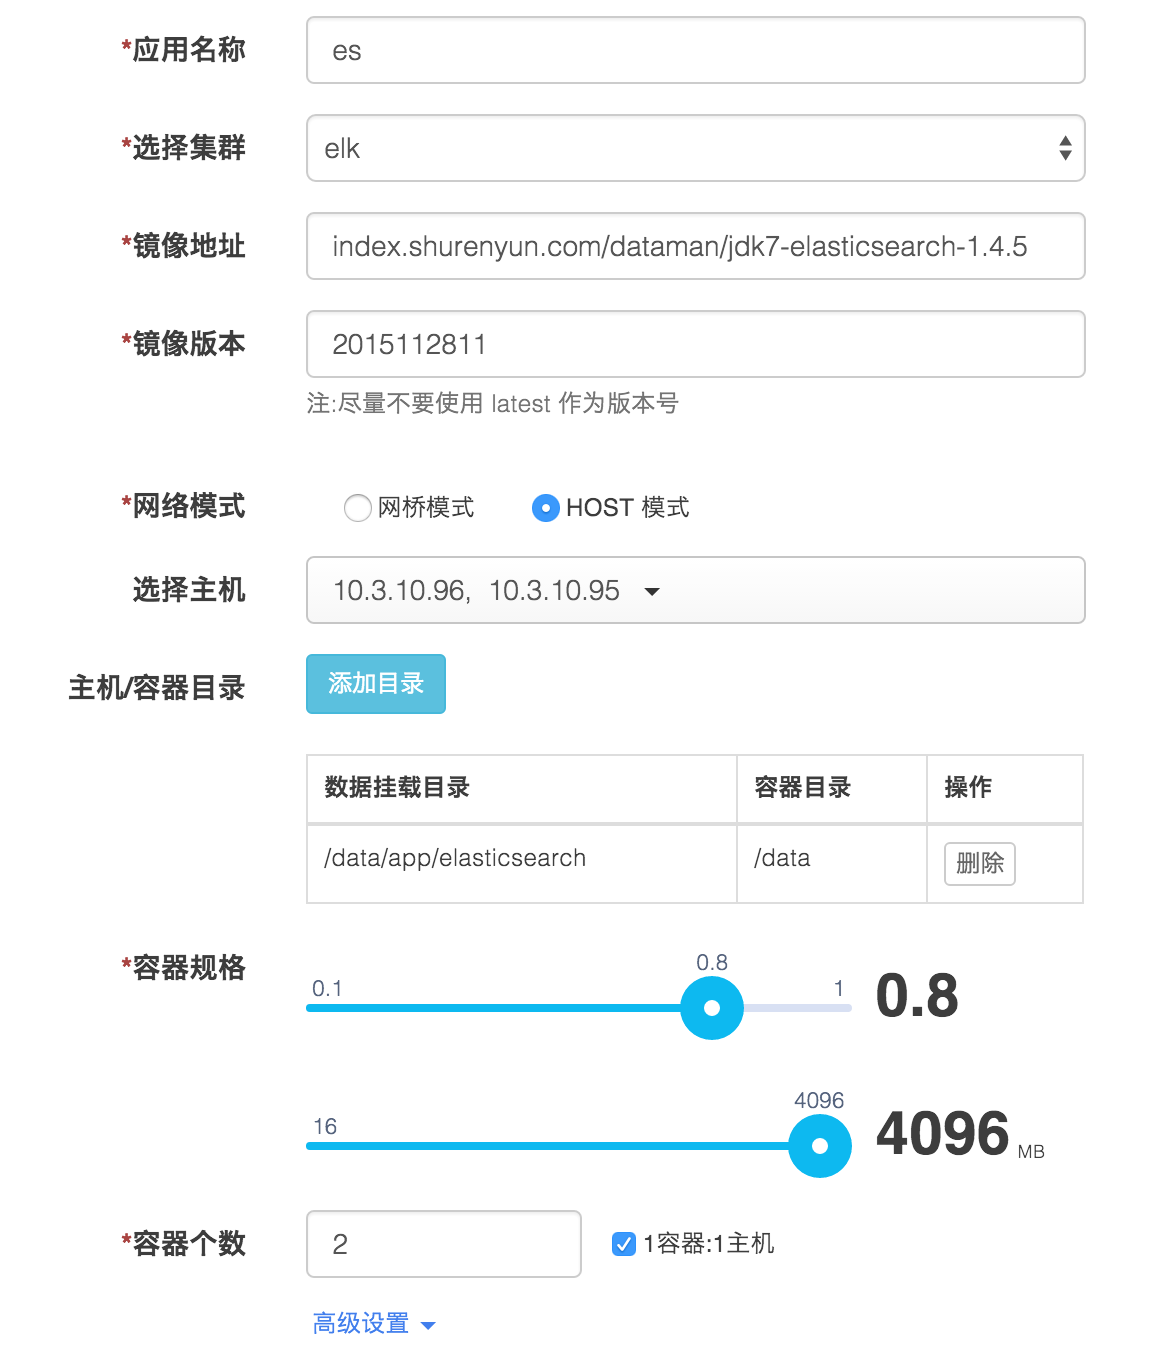 *应用名称 es
*选择集群 elk
*镜像地址 index.shurenyun.com/dataman/jdk7-elasticsearch-1.4.5
*镜像版本 2015112811
注:尽量不要使用 latest 作为版本号
*网络模式 网桥模式 HOST 模式
选择主机 10.3.10.96, 10.3.10.95
主机/容器目录 添加目录
数据挂载目录 容器目录 操作
/data/app/elasticsearch /data 删除
*容器规格 0.1 0.8 1 0.8
16 4096 4096 MB
*容器个数 2 1容器:1主机
高级设置